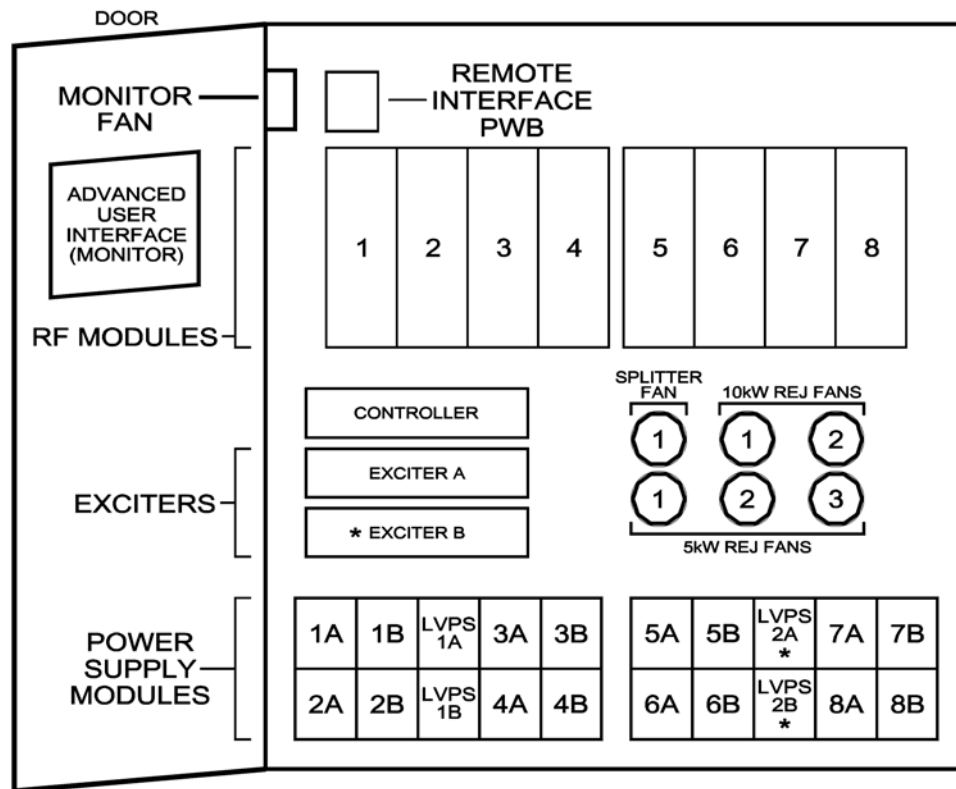 DOOR
MONITOR
FAN
REMOTE
INTERFACE
PWB
ADVANCED
USER
INTERFACE
(MONITOR)
RF MODULES
1 2 3 4 5 6 7 8
SPLITTER
FAN
10kW REJ FANS
1 1 2
1 2 3
5kW REJ FANS
CONTROLLER
EXCITERS
EXCITER A
* EXCITER B
POWER
SUPPLY
MODULES
1A 1B LVPS 3A 3B 5A 5B LVPS 7A 7B
1A 2A
*
2A 2B LVPS 4A 4B 6A 6B LVPS 8A 8B
1B 2B
*